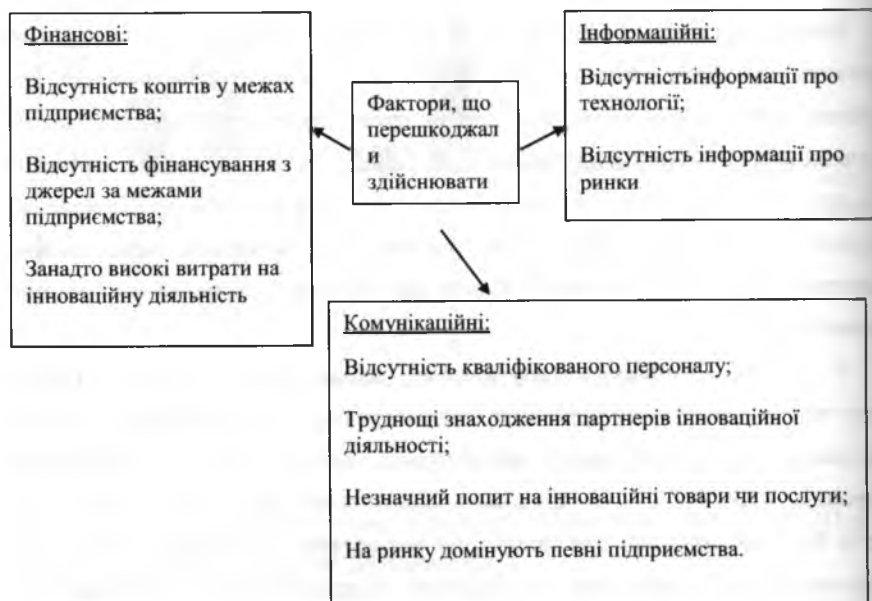 Фінансові:
Відсутність коштів у межах
підприємства;
Відсутність фінансування з
джерел за межами
підприємства;
Занадто високі витрати на
інноваційну діяльність
Фактори, що
перешкоджал
и
здійснювати
Інформаційні:
Відсутністьінформації про
технології;
Відсутність інформації про
ринки
Комунікаційні:
Відсутність кваліфікованого персоналу;
Труднощі знаходження партнерів інноваційної
діяльності;
Незначний попит на інноваційні товари чи послуги;
На ринку домінують певні підприємства.